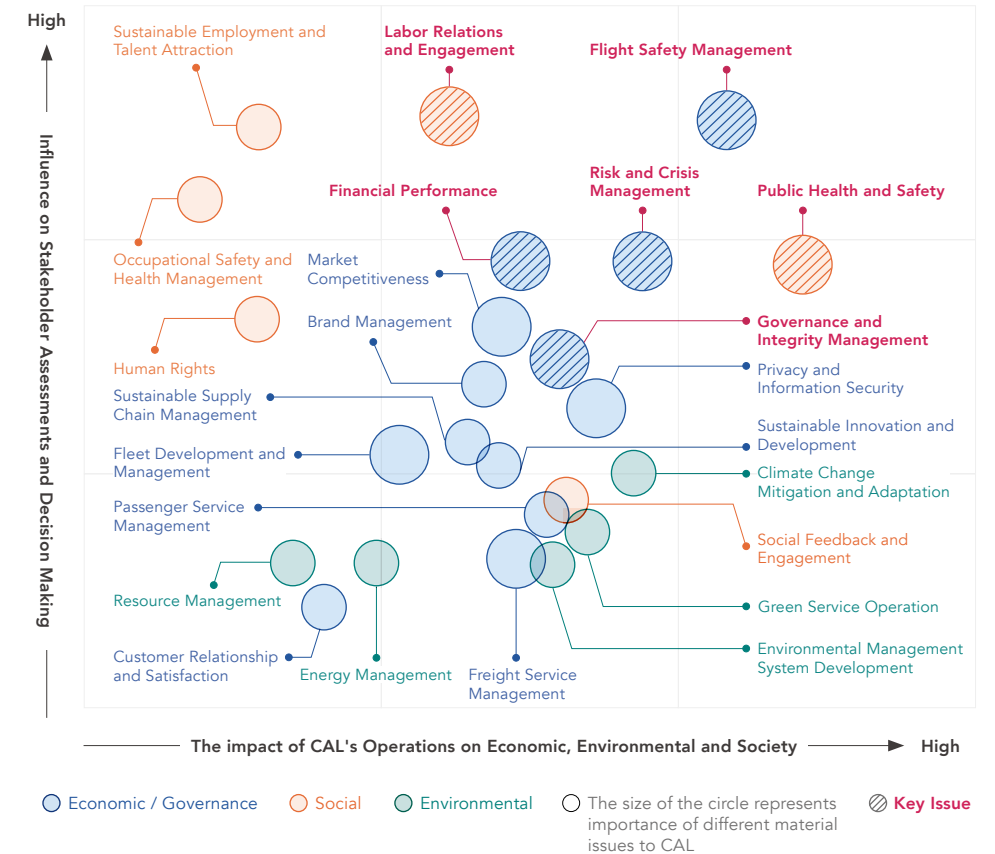 High
Sustainable Employment and
Talent Attraction
Labor Relations
and Engagement
Flight Safety Management
Financial Performance
Risk and Crisis
Management
Public Health and Safety
Occupational Safety and
Health Management
Market
Competitiveness
Brand Management
Governance and
Integrity Management
Human Rights
Privacy and
Information Security
Sustainable Supply
Chain Management
Sustainable Innovation and
Development
Fleet Development and
Management
Climate Change
Mitigation and Adaptation
Passenger Service
Management
Social Feedback and
Engagement
Resource Management
Green Service Operation
Customer Relationship
and Satisfaction
Energy Management
Freight Service
Management
Environmental Management
System Development
Influence on Stakeholder Assessments and Decision Making
The impact of CAL's Operations on Economic, Environmental and Society
High
Economic / Governance
Social
Environmental
The size of the circle represents
importance of different material
issues to CAL
Key Issue